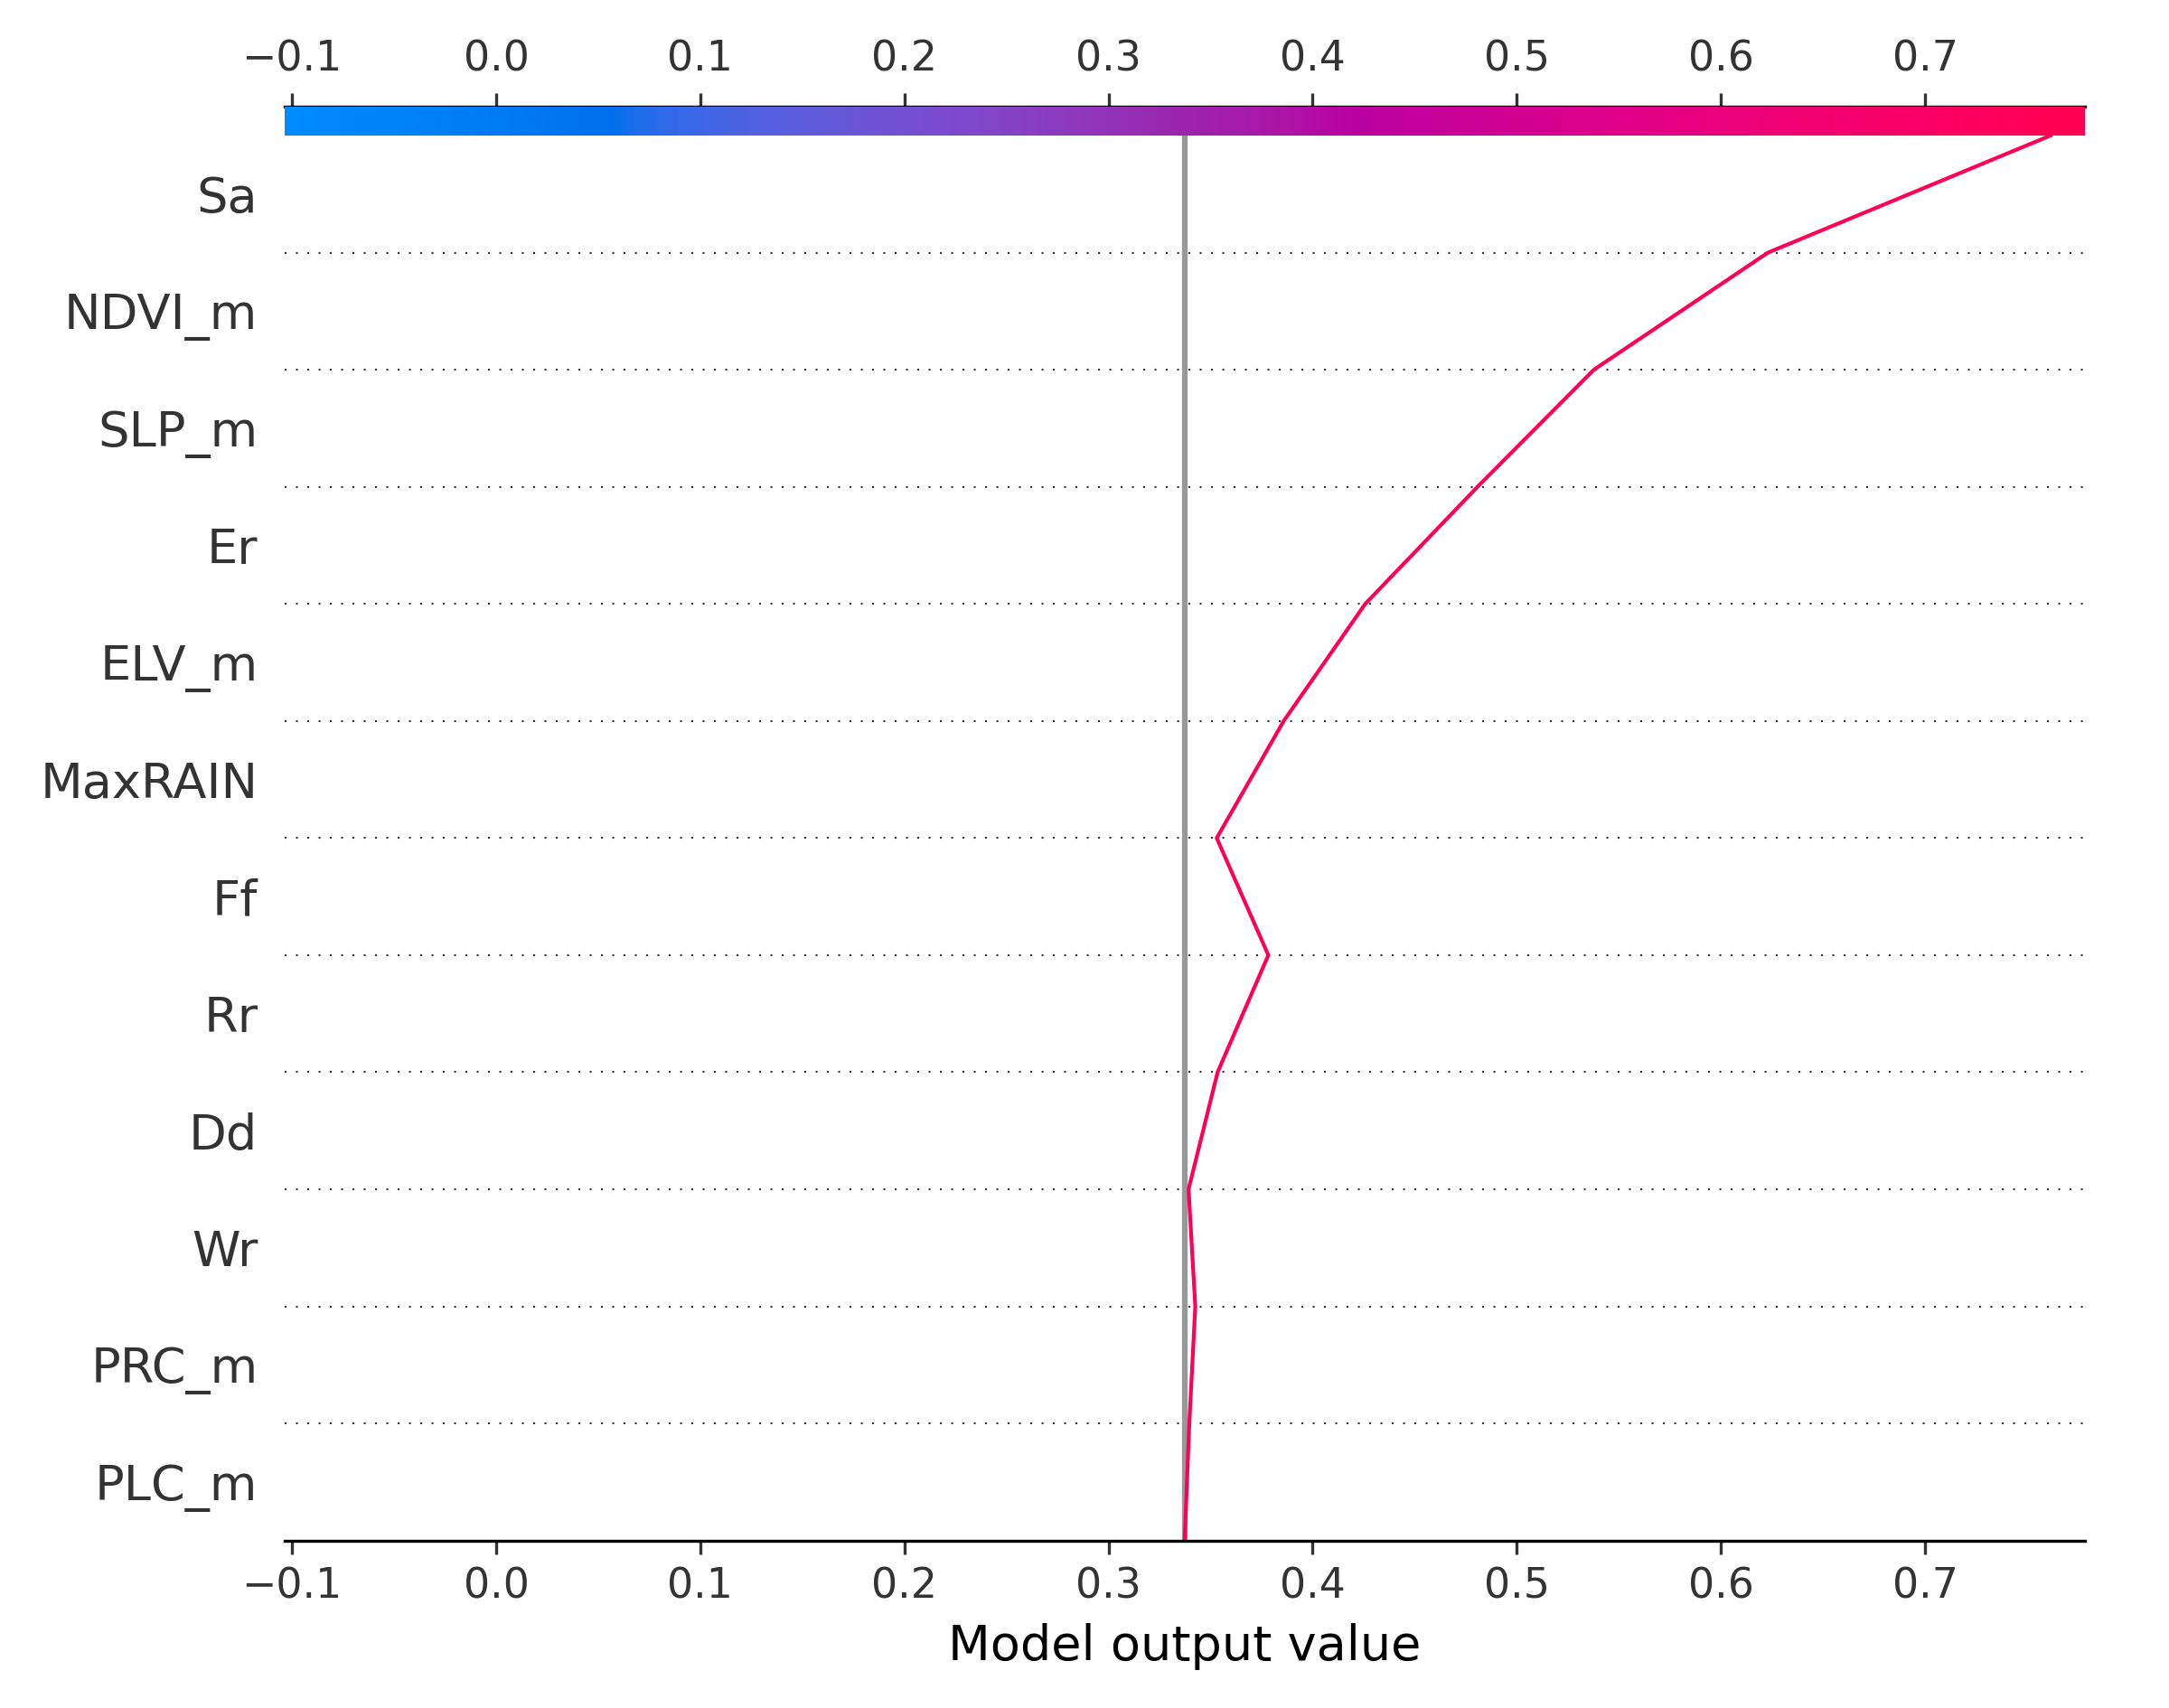 −0.1 0.0 0.1 0.2 0.3 0.4 0.5 0.6 0.7
Sa
NDVI_m
SLP_m
Er
ELV_m
MaxRAIN
Ff
Rr
Dd
Wr
PRC_m
PLC_m
−0.1 0.0 0.1 0.2 0.3 0.4 0.5 0.6 0.7
Model output value